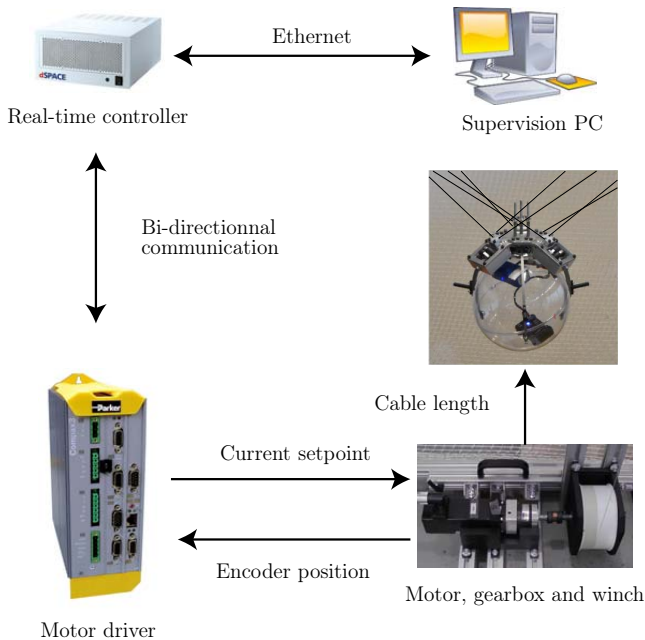 Ethernet
dSPACE
Real-time controller
Supervision PC
Bi-directionnal
communication
Parker
Cable length
Current setpoint
Encoder position
Motor, gearbox and winch
Motor driver